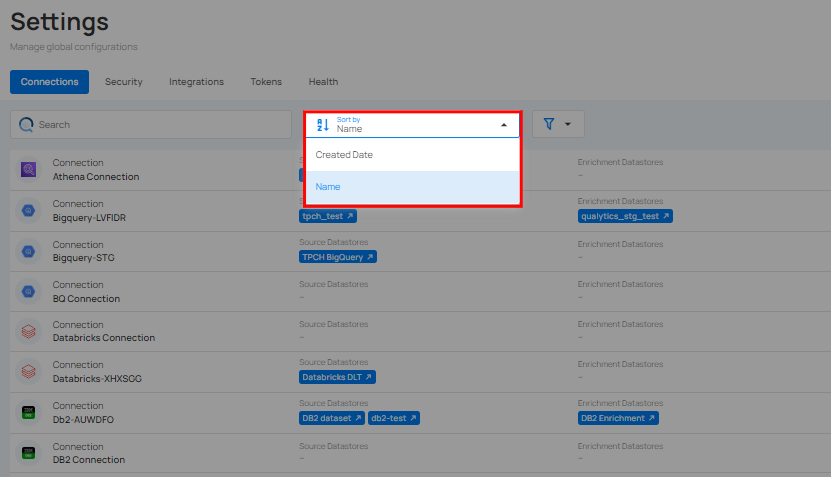 Settings
Manage global configurations
Connections Security Integrations Tokens Health
Search
Sort by
Name
Created Date
Name
Connection
Athena Connection
Enrichment Datastores
–
Connection
Bigquery-LVFIDR
tpch_test
Enrichment Datastores
qualytics_stg_test
Connection
Bigquery-STG
Source Datastores
TPCH BigQuery
Enrichment Datastores
–
Connection
BQ Connection
Source Datastores
–
Enrichment Datastores
–
Connection
Databricks Connection
Source Datastores
–
Enrichment Datastores
–
Connection
Databricks-XHXSGG
Source Datastores
Databricks DLT
Enrichment Datastores
–
Connection
Db2-AUWDFO
Source Datastores
DB2 dataset db2-test
Enrichment Datastores
DB2 Enrichment
Connection
DB2 Connection
Source Datastores
–
Enrichment Datastores
–